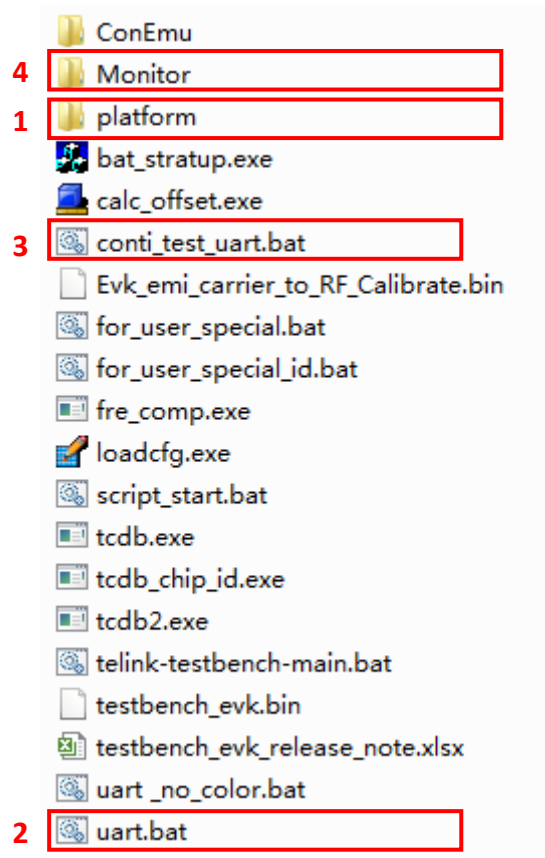 ConEmu
4 Monitor
1 platform
bat_stratup.exe
calc_offset.exe
3 conti_test_uart.bat
Evk_emi_carrier_to_RF_Calibrate.bin
for_user_special.bat
for_user_special_id.bat
fre_comp.exe
loadcfg.exe
script_start.bat
tcdb.exe
tcdb_chip_id.exe
tcdb2.exe
telink-testbench-main.bat
testbench_evk.bin
testbench_evk_release_note.xlsx
uart _no_color.bat
2 uart.bat